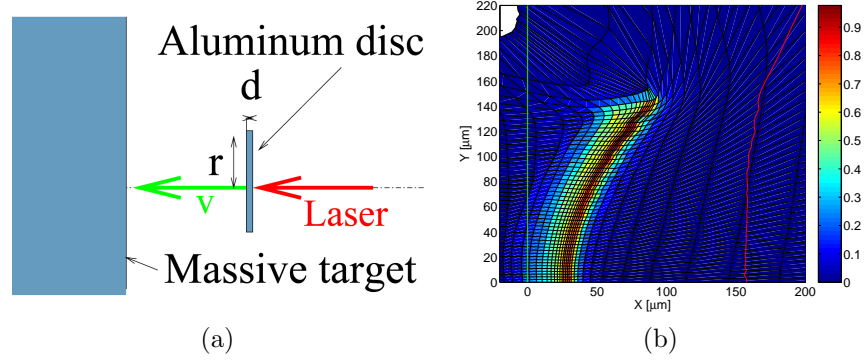 Aluminum disc
d
r
v
Laser
Massive target
(a)
220
200
180
160
140
120
100
80
60
40
20
0
Y [μm]
0
50
100
150
200
X [μm]
0.9
0.8
0.7
0.6
0.5
0.4
0.3
0.2
0.1
0
(b)